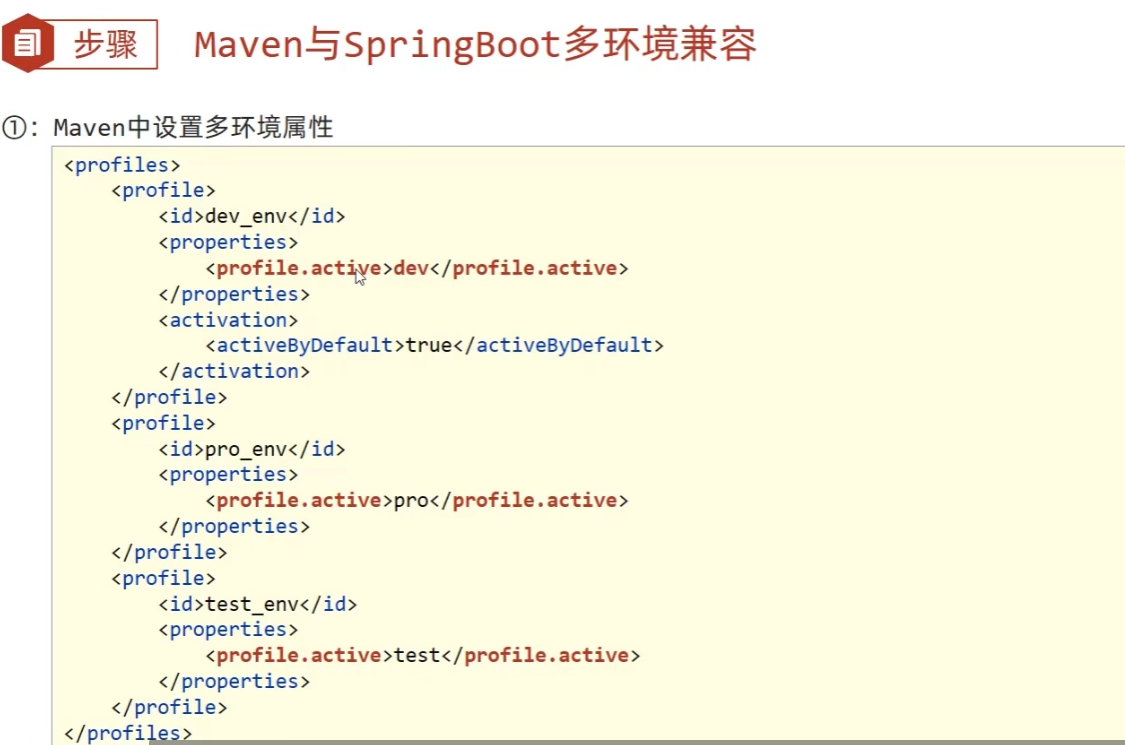 步骤
Maven与SpringBoot多环境兼容
①: Maven中设置多环境属性
<profiles>
    <profile>
        <id>dev_env</id>
        <properties>
            <profile.active>dev</profile.active>
        </properties>
        <activation>
            <activeByDefault>true</activeByDefault>
        </activation>
    </profile>
    <profile>
        <id>pro_env</id>
        <properties>
            <profile.active>pro</profile.active>
        </properties>
    </profile>
    <profile>
        <id>test_env</id>
        <properties>
            <profile.active>test</profile.active>
        </properties>
    </profile>
</profiles>